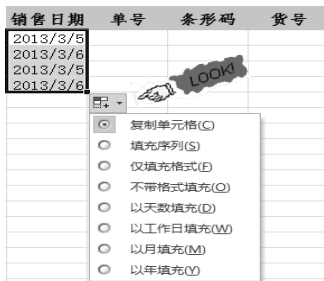 销售日期 单号 条形码 货号
2013/3/5
2013/3/6
2013/3/5
2013/3/6
LOOK!
复制单元格(C)
填充序列(S)
仅填充格式(F)
不带格式填充(O)
以天数填充(D)
以工作日填充(W)
以月填充(M)
以年填充(Y)